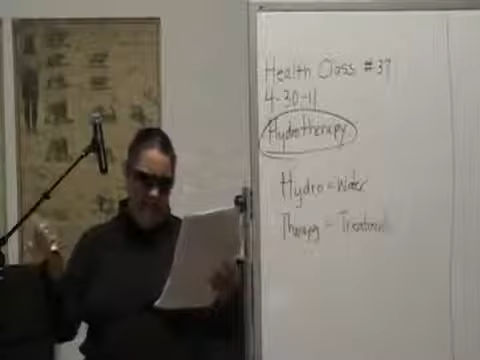 Health Class #37
4-30-11
Hydrotherapy
Hydro = Water
Therapy = Treatment